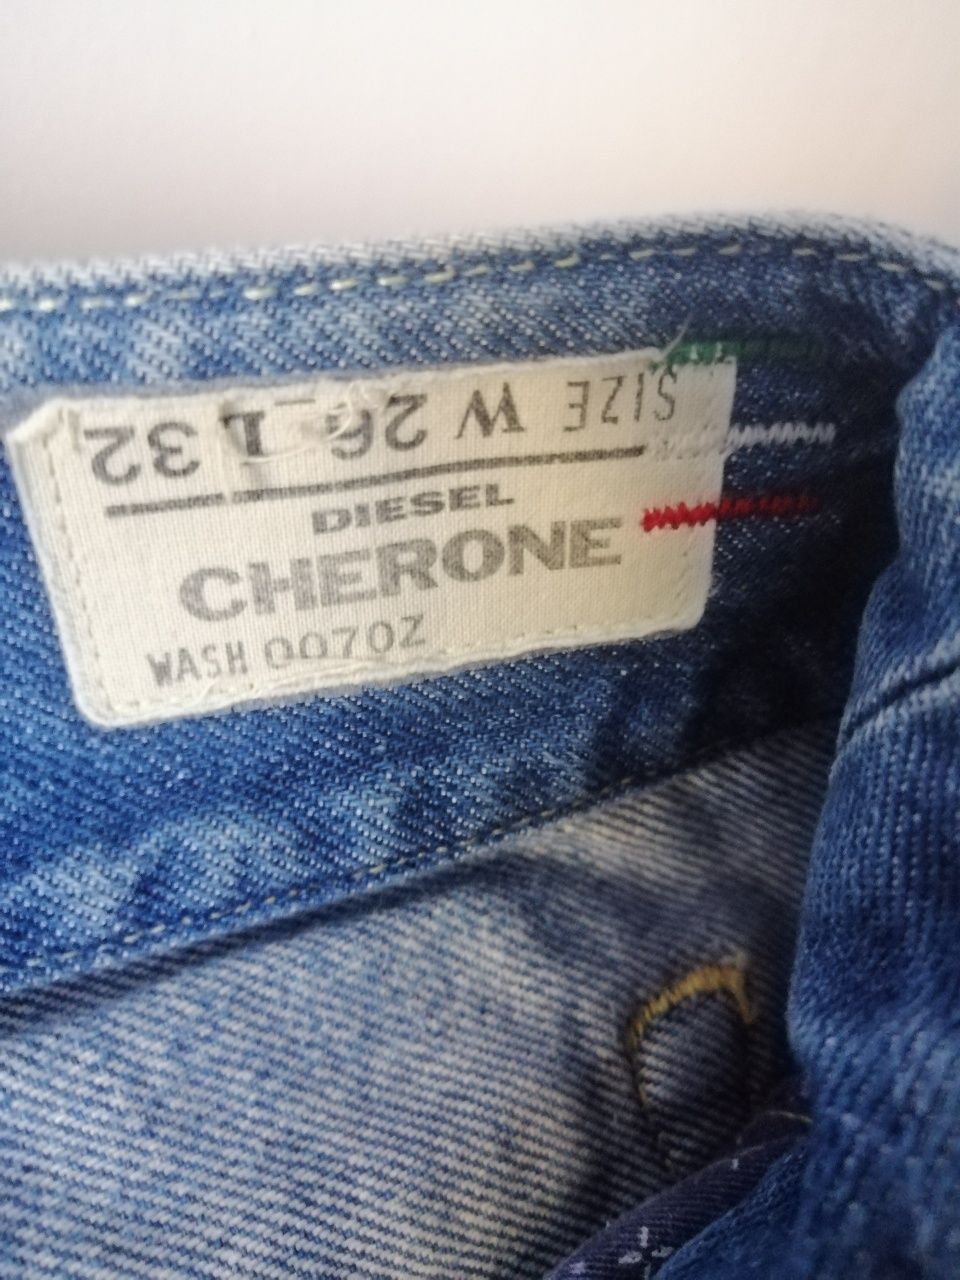 SIZE W 26 L 32
DIESEL
CHERONE
WASH 0070Z